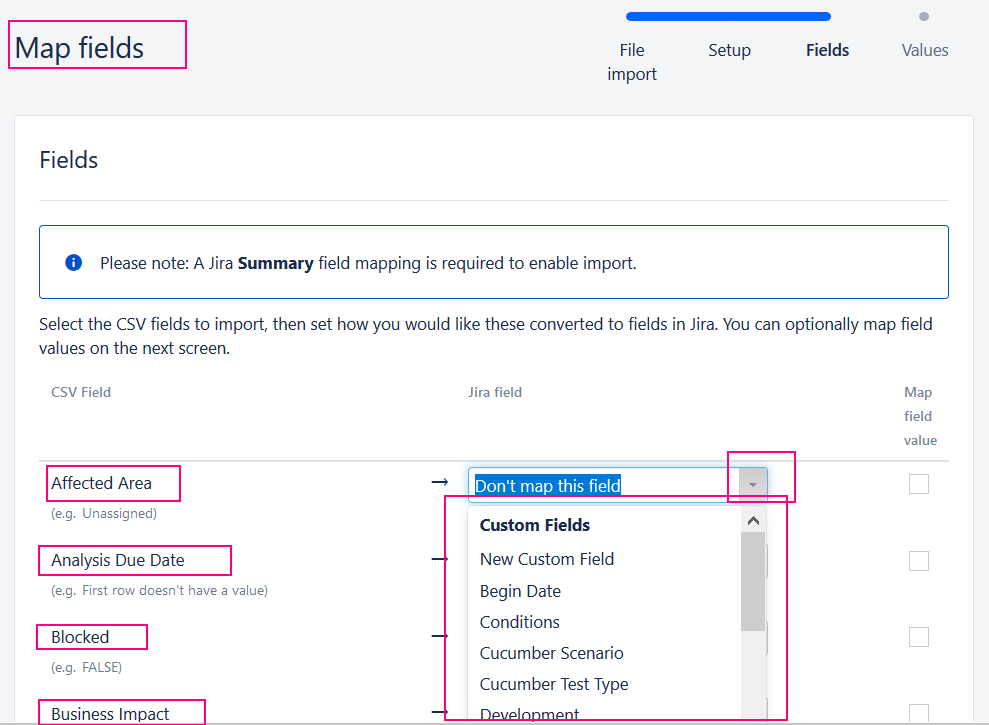 Map fields
File
import
Setup
Fields
Values
Fields
Please note: A Jira Summary field mapping is required to enable import.
Select the CSV fields to import, then set how you would like these converted to fields in Jira. You can optionally map field
values on the next screen.
CSV Field
Jira field
Map
field
value
Affected Area
(e.g. Unassigned)
→
Don't map this field
Custom Fields
New Custom Field
Begin Date
Conditions
Cucumber Scenario
Cucumber Test Type
Development
Analysis Due Date
(e.g. First row doesn't have a value)
Blocked
(e.g. FALSE)
Business Impact